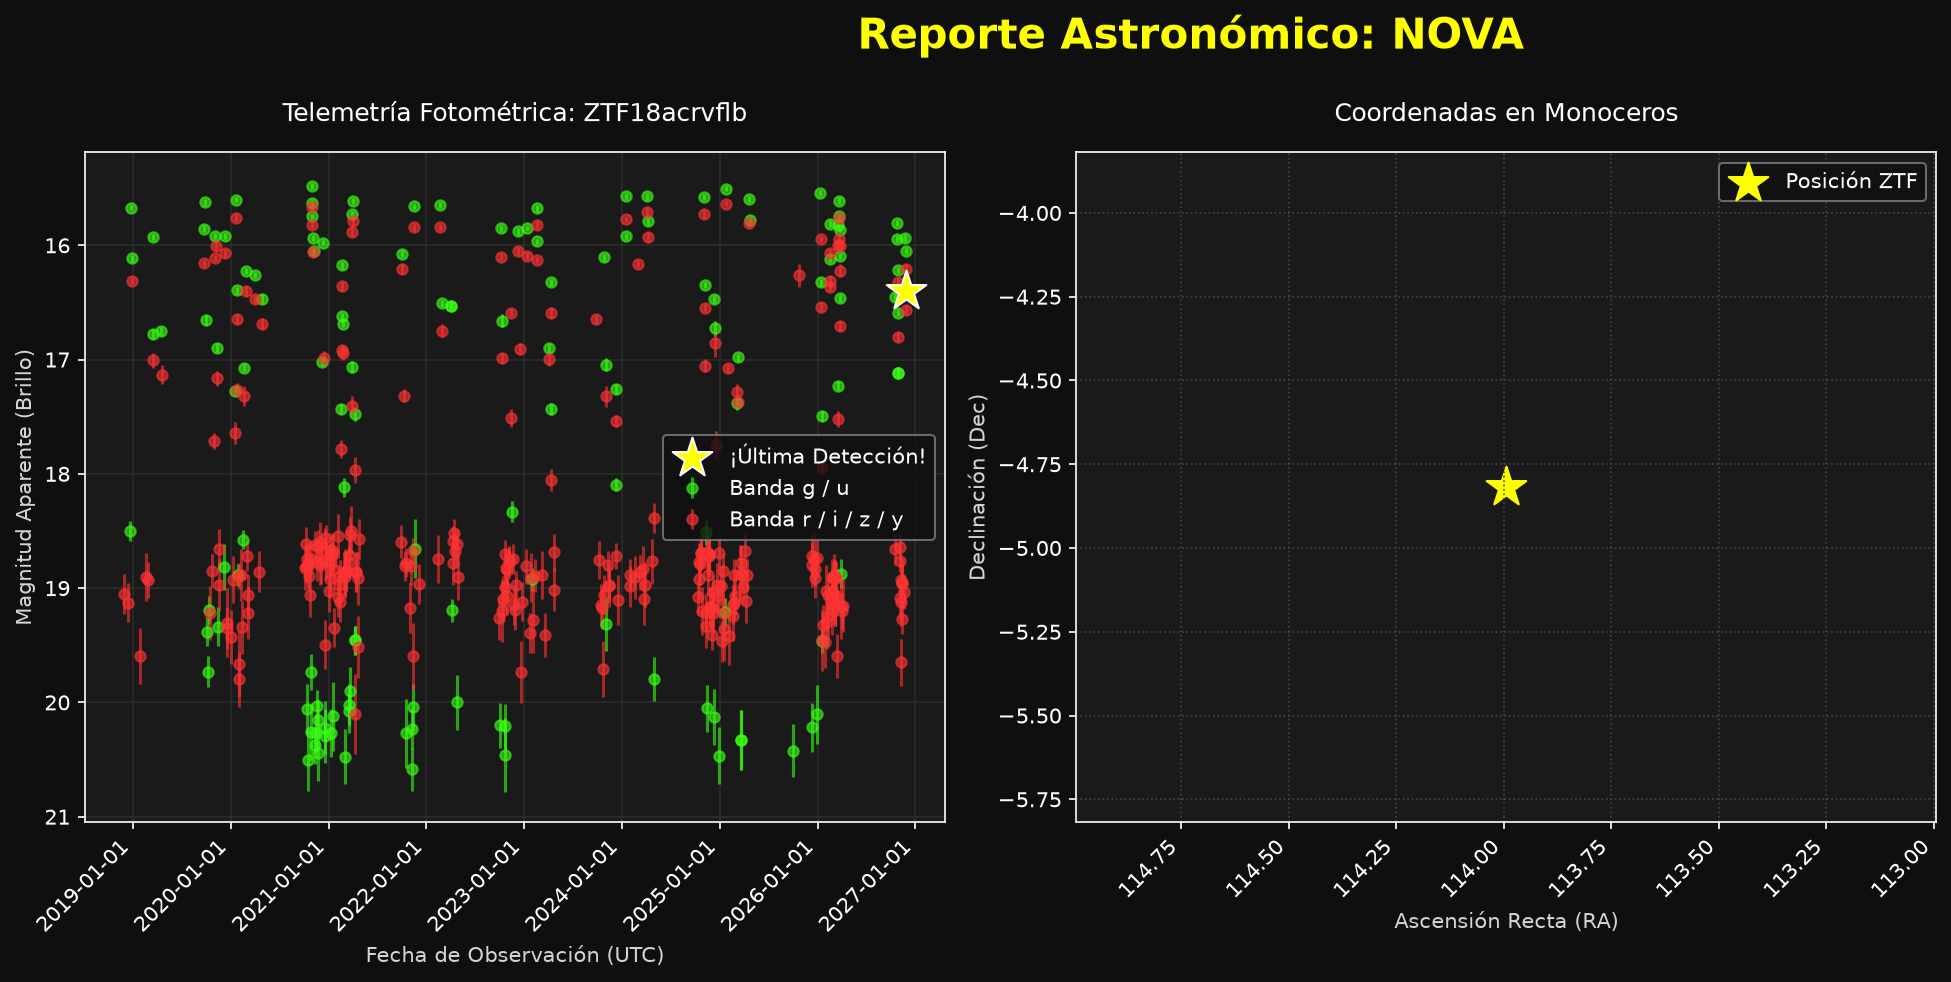 Reporte Astronómico: NOVA
Telemetría Fotométrica: ZTF18acrvflb
Magnitud Aparente (Brillo)
16
17
18
19
20
21
¡Última Detección!
Banda g / u
Banda r / i / z / y
2019-01-01
2020-01-01
2021-01-01
2022-01-01
2023-01-01
2024-01-01
2025-01-01
2026-01-01
2027-01-01
Fecha de Observación (UTC)
Coordenadas en Monoceros
Declinación (Dec)
−4.00
−4.25
−4.50
−4.75
−5.00
−5.25
−5.50
−5.75
Posición ZTF
114.75
114.50
114.25
114.00
113.75
113.50
113.25
113.00
Ascensión Recta (RA)